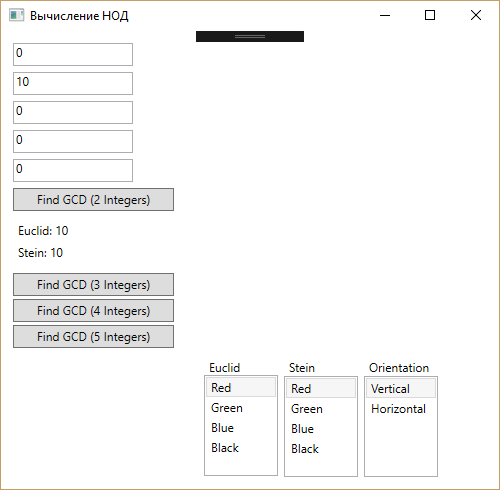 Вычисление НОД
0
10
0
0
0
Find GCD (2 Integers)
Euclid: 10
Stein: 10
Find GCD (3 Integers)
Find GCD (4 Integers)
Find GCD (5 Integers)
Euclid
Red
Green
Blue
Black
Stein
Red
Green
Blue
Black
Orientation
Vertical
Horizontal